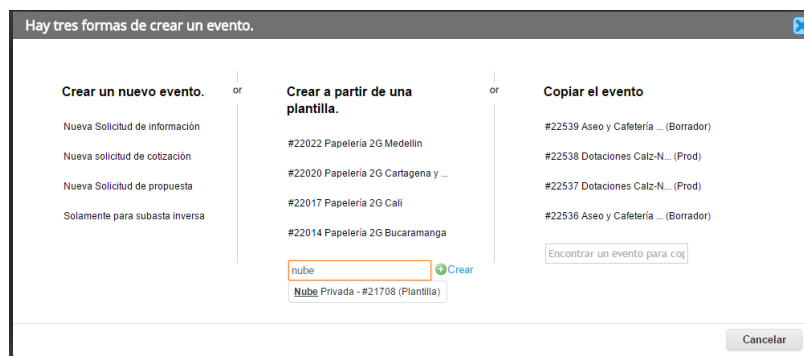 Hay tres formas de crear un evento.
Crear un nuevo evento.
Nueva Solicitud de información
Nueva solicitud de cotización
Nueva Solicitud de propuesta
Solamente para subasta inversa
or
Crear a partir de una
plantilla.
#22022 Papelería 2G Medellin
#22020 Papelería 2G Cartagena y ...
#22017 Papelería 2G Cali
#22014 Papelería 2G Bucaramanga
nube
Crear
Nube Privada - #21708 (Plantilla)
or
Copiar el evento
#22539 Aseo y Cafetería ... (Borrador)
#22538 Dotaciones Calz-N... (Prod)
#22537 Dotaciones Calz-N... (Prod)
#22536 Aseo y Cafetería ... (Borrador)
Encontrar un evento para cop
Cancelar